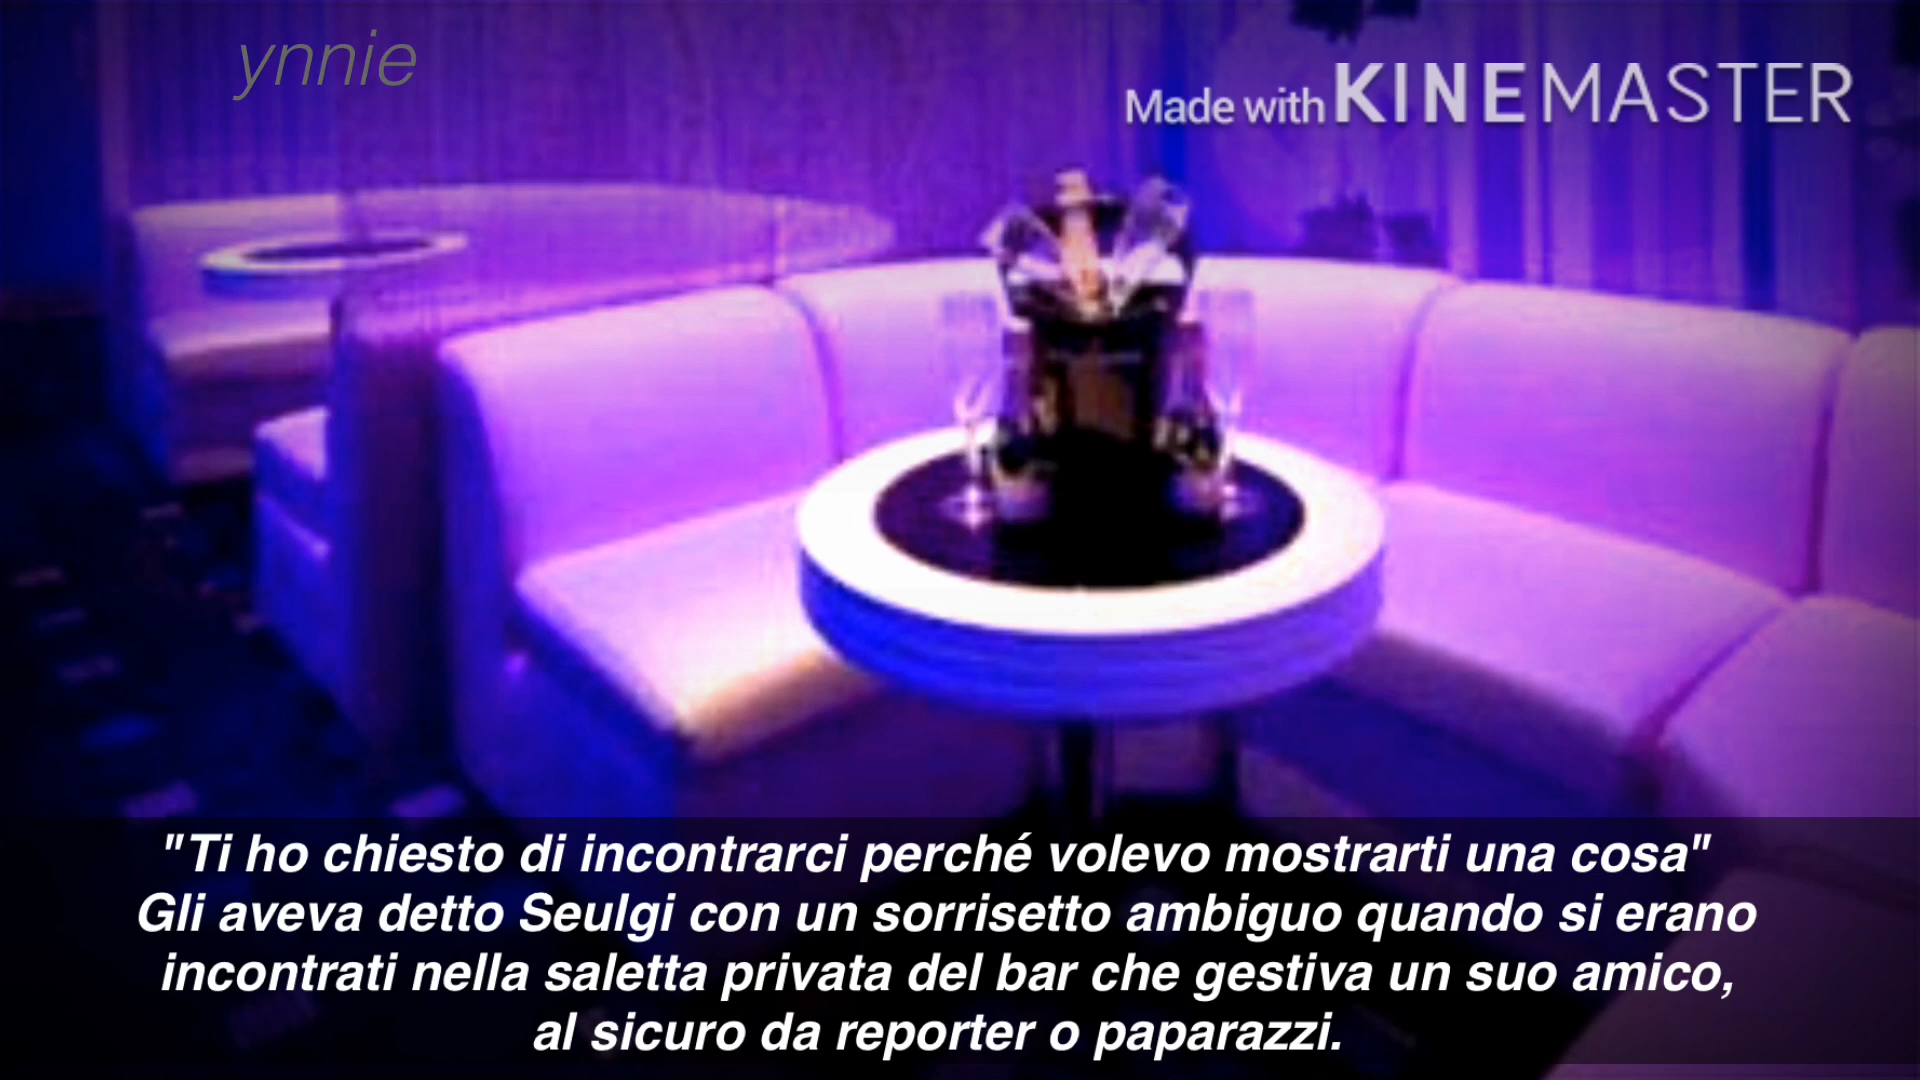 ynnie
Made with KINEMASTER
"Ti ho chiesto di incontrarci perché volevo mostrarti una cosa"
Gli aveva detto Seulgi con un sorrisetto ambiguo quando si erano
incontrati nella saletta privata del bar che gestiva un suo amico,
al sicuro da reporter o paparazzi.